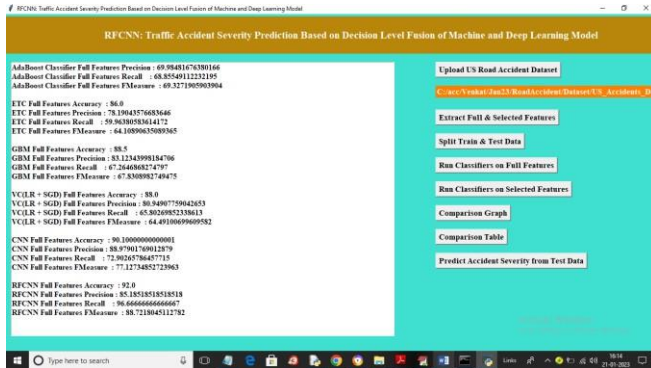 RFCNN: Traffic Accident Severity Prediction Based on Decision Level Fusion of Machine and Deep Learning Model
RFCNN: Traffic Accident Severity Prediction Based on Decision Level Fusion of Machine and Deep Learning Model
AdaBoost Classifier Full Features Precision : 69.98481676380166
AdaBoost Classifier Full Features Recall : 68.85549112232195
AdaBoost Classifier Full Features FMeasure : 69.3271905903904
ETC Full Features Accuracy : 86.0
ETC Full Features Precision : 78.19043576683646
ETC Full Features Recall : 59.96380583614172
ETC Full Features FMeasure : 64.10890635089365
GBM Full Features Accuracy : 88.5
GBM Full Features Precision : 83.12343998184706
GBM Full Features Recall : 67.2646868274797
GBM Full Features FMeasure : 67.8308982749475
VC(LR + SGD) Full Features Accuracy : 88.0
VC(LR + SGD) Full Features Precision : 80.94907759042653
VC(LR + SGD) Full Features Recall : 65.80269852338613
VC(LR + SGD) Full Features FMeasure : 64.49100699609582
CNN Full Features Accuracy : 90.10000000000001
CNN Full Features Precision : 88.97901769012879
CNN Full Features Recall : 72.90265786457715
CNN Full Features FMeasure : 77.12734852723963
RFCNN Full Features Accuracy : 92.0
RFCNN Full Features Precision : 85.18518518518518
RFCNN Full Features Recall : 96.66666666666667
RFCNN Full Features FMeasure : 88.7218045112782
Upload US Road Accident Dataset
C:/acc/Venkat/Jan23/RoadAccident/Dataset/US_Accidents_D
Extract Full & Selected Features
Split Train & Test Data
Run Classifiers on Full Features
Run Classifiers on Selected Features
Comparison Graph
Comparison Table
Predict Accident Severity from Test Data
Type here to search
Links
16:14
21-01-2023